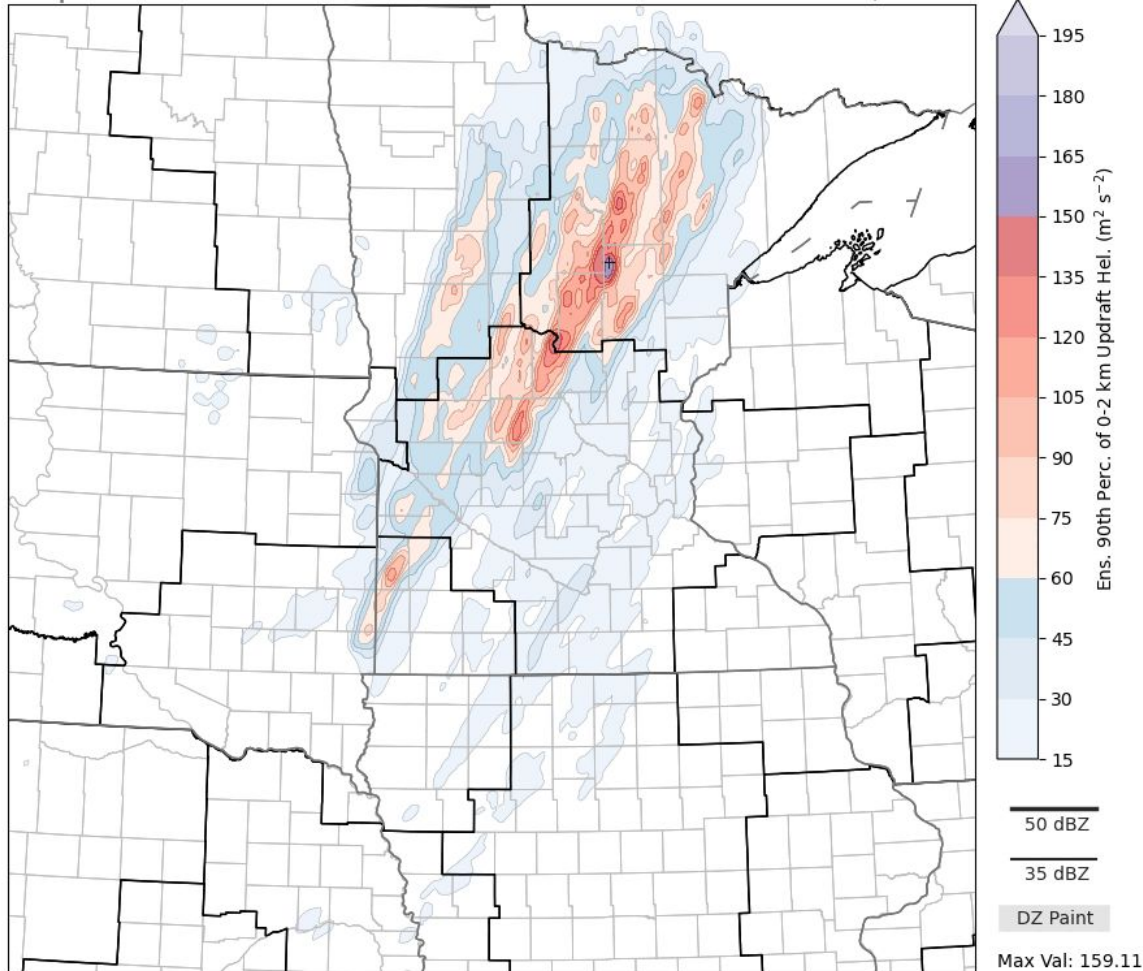 195
180
165
150
135
120
105
90
75
60
45
30
15
Ens. 90th Perc. of 0-2 km Updraft Hel. (m² s⁻²)
50 dBZ
35 dBZ
DZ Paint
Max Val: 159.11